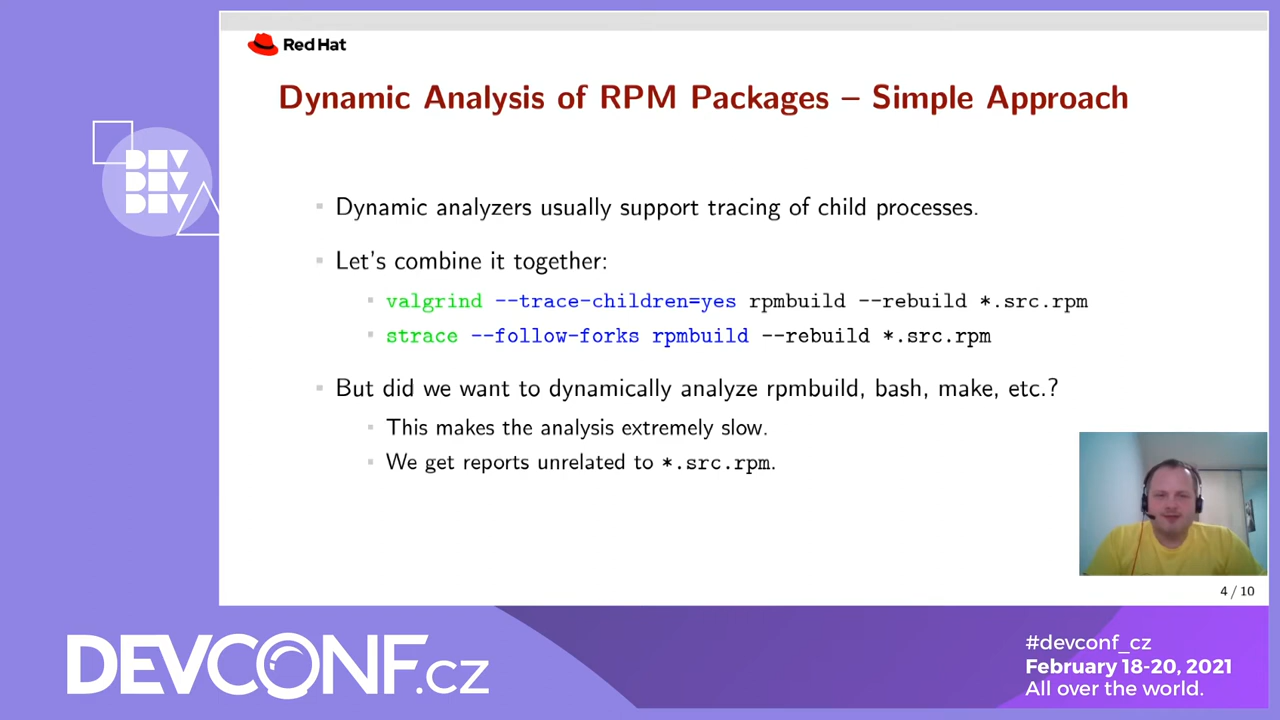 Red Hat
Dynamic Analysis of RPM Packages – Simple Approach
Dynamic analyzers usually support tracing of child processes.
Let's combine it together:
valgrind --trace-children=yes rpmbuild --rebuild *.src.rpm
strace --follow-forks rpmbuild --rebuild *.src.rpm
But did we want to dynamically analyze rpmbuild, bash, make, etc.?
This makes the analysis extremely slow.
We get reports unrelated to *.src.rpm.
4 / 10
DEV
DEV
DEV
DEVCONF.cz
#devconf_cz
February 18-20, 2021
All over the world.